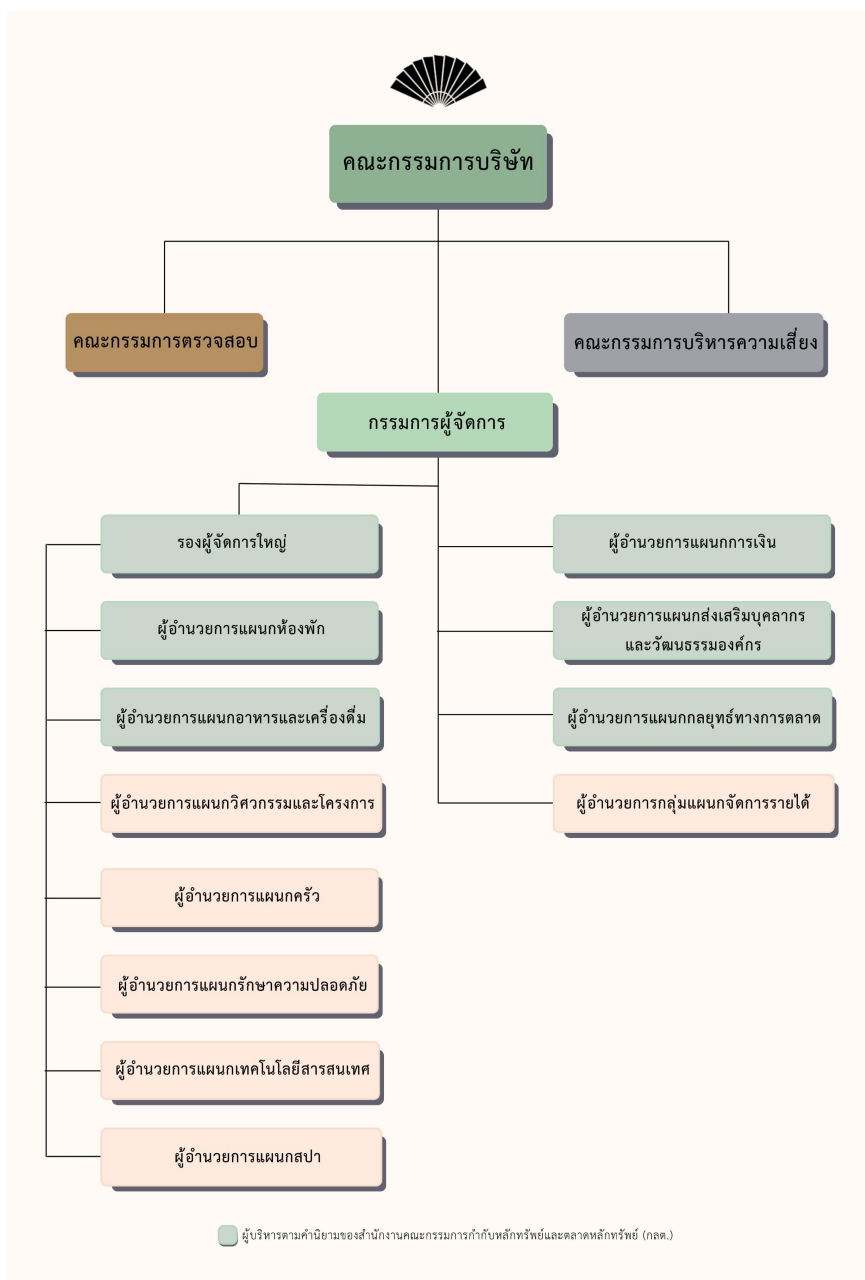 คณะกรรมการบริษัท
คณะกรรมการตรวจสอบ
คณะกรรมการบริหารความเสี่ยง
กรรมการผู้จัดการ
รองผู้จัดการใหญ่
ผู้อำนวยการแผนกห้องพัก
ผู้อำนวยการแผนกอาหารและเครื่องดื่ม
ผู้อำนวยการแผนกวิศวกรรมและโครงการ
ผู้อำนวยการแผนกครัว
ผู้อำนวยการแผนกรักษาความปลอดภัย
ผู้อำนวยการแผนกเทคโนโลยีสารสนเทศ
ผู้อำนวยการแผนกสปา
ผู้อำนวยการแผนกการเงิน
ผู้อำนวยการแผนกส่งเสริมบุคลากร
และวัฒนธรรมองค์กร
ผู้อำนวยการแผนกกลยุทธ์ทางการตลาด
ผู้อำนวยการกลุ่มแผนกจัดการรายได้
ผู้บริหารตามคำนิยามของสำนักงานคณะกรรมการกำกับหลักทรัพย์และตลาดหลักทรัพย์ (กลต.)